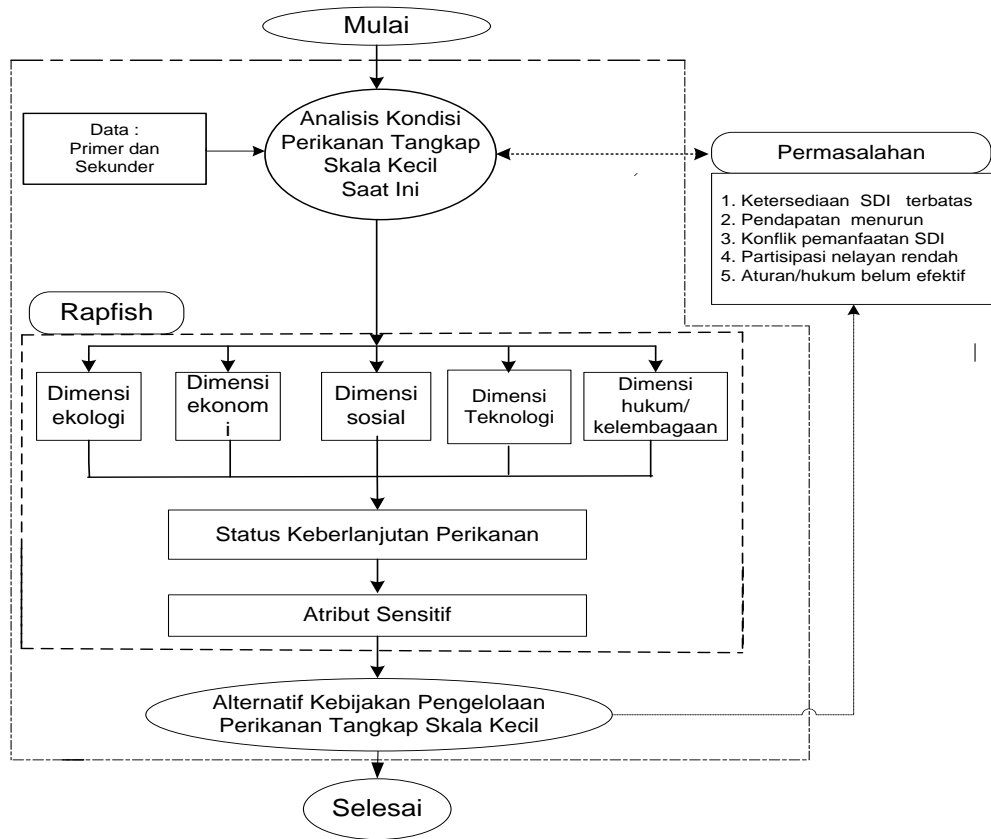 Mulai
Data :
Primer dan
Sekunder
Analisis Kondisi
Perikanan Tangkap
Skala Kecil
Saat Ini
Permasalahan
1. Ketersediaan SDI terbatas
2. Pendapatan menurun
3. Konflik pemanfaatan SDI
4. Partisipasi nelayan rendah
5. Aturan/hukum belum efektif
Rapfish
Dimensi
ekologi
Dimensi
ekonom
i
Dimensi
sosial
Dimensi
Teknologi
Dimensi
hukum/
kelembagaan
Status Keberlanjutan Perikanan
Atribut Sensitif
Alternatif Kebijakan Pengelolaan
Perikanan Tangkap Skala Kecil
Selesai